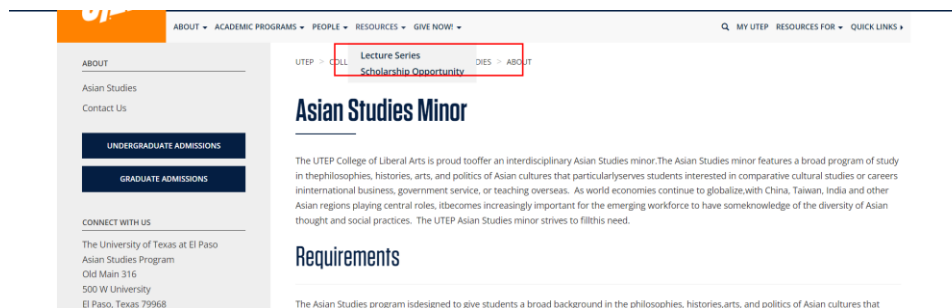 ABOUT ACADEMIC PROGRAMS PEOPLE RESOURCES GIVE NOW! MY UTEP RESOURCES FOR QUICK LINKS
Lecture Series
Scholarship Opportunity
UTEP > COLL DIES > ABOUT
ABOUT
Asian Studies
Contact Us
UNDERGRADUATE ADMISSIONS
GRADUATE ADMISSIONS
CONNECT WITH US
The University of Texas at El Paso
Asian Studies Program
Old Main 316
500 W University
El Paso, Texas 79968
Asian Studies Minor
The UTEP College of Liberal Arts is proud tooffer an interdisciplinary Asian Studies minor.The Asian Studies minor features a broad program of study
in thephilosophies, histories, arts, and politics of Asian cultures that particularlyserves students interested in comparative cultural studies or careers
ininternational business, government service, or teaching overseas. As world economies continue to globalize,with China, Taiwan, India and other
Asian regions playing central roles, itbecomes increasingly important for the emerging workforce to have someknowledge of the diversity of Asian
thought and social practices. The UTEP Asian Studies minor strives to fillthis need.
Requirements
The Asian Studies program isdesigned to give students a broad background in the philosophies, histories,arts, and politics of Asian cultures that